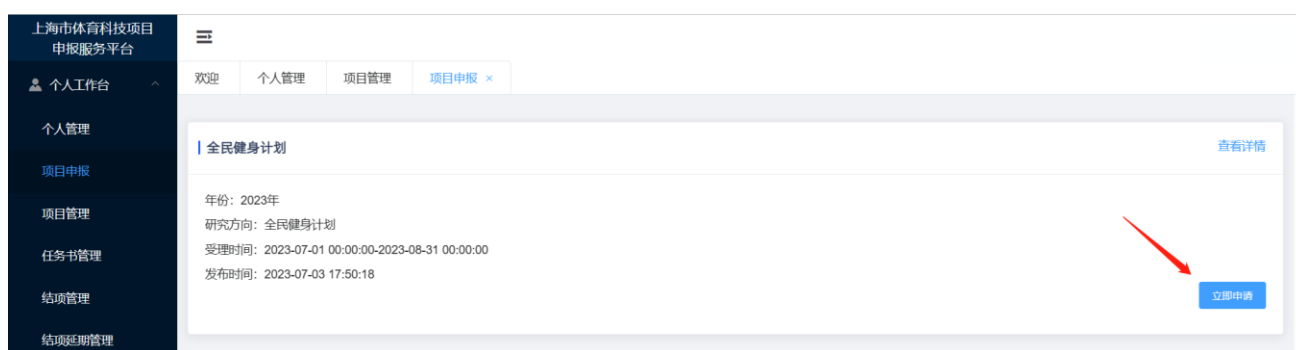 上海市体育科技项目
申报服务平台
个人工作台
个人管理
项目申报
项目管理
任务书管理
结项管理
结项延期管理
欢迎 个人管理 项目管理 项目申报 ×
全民健身计划 查看详情
年份：2023年
研究方向：全民健身计划
受理时间：2023-07-01 00:00:00-2023-08-31 00:00:00
发布时间：2023-07-03 17:50:18
立即申请